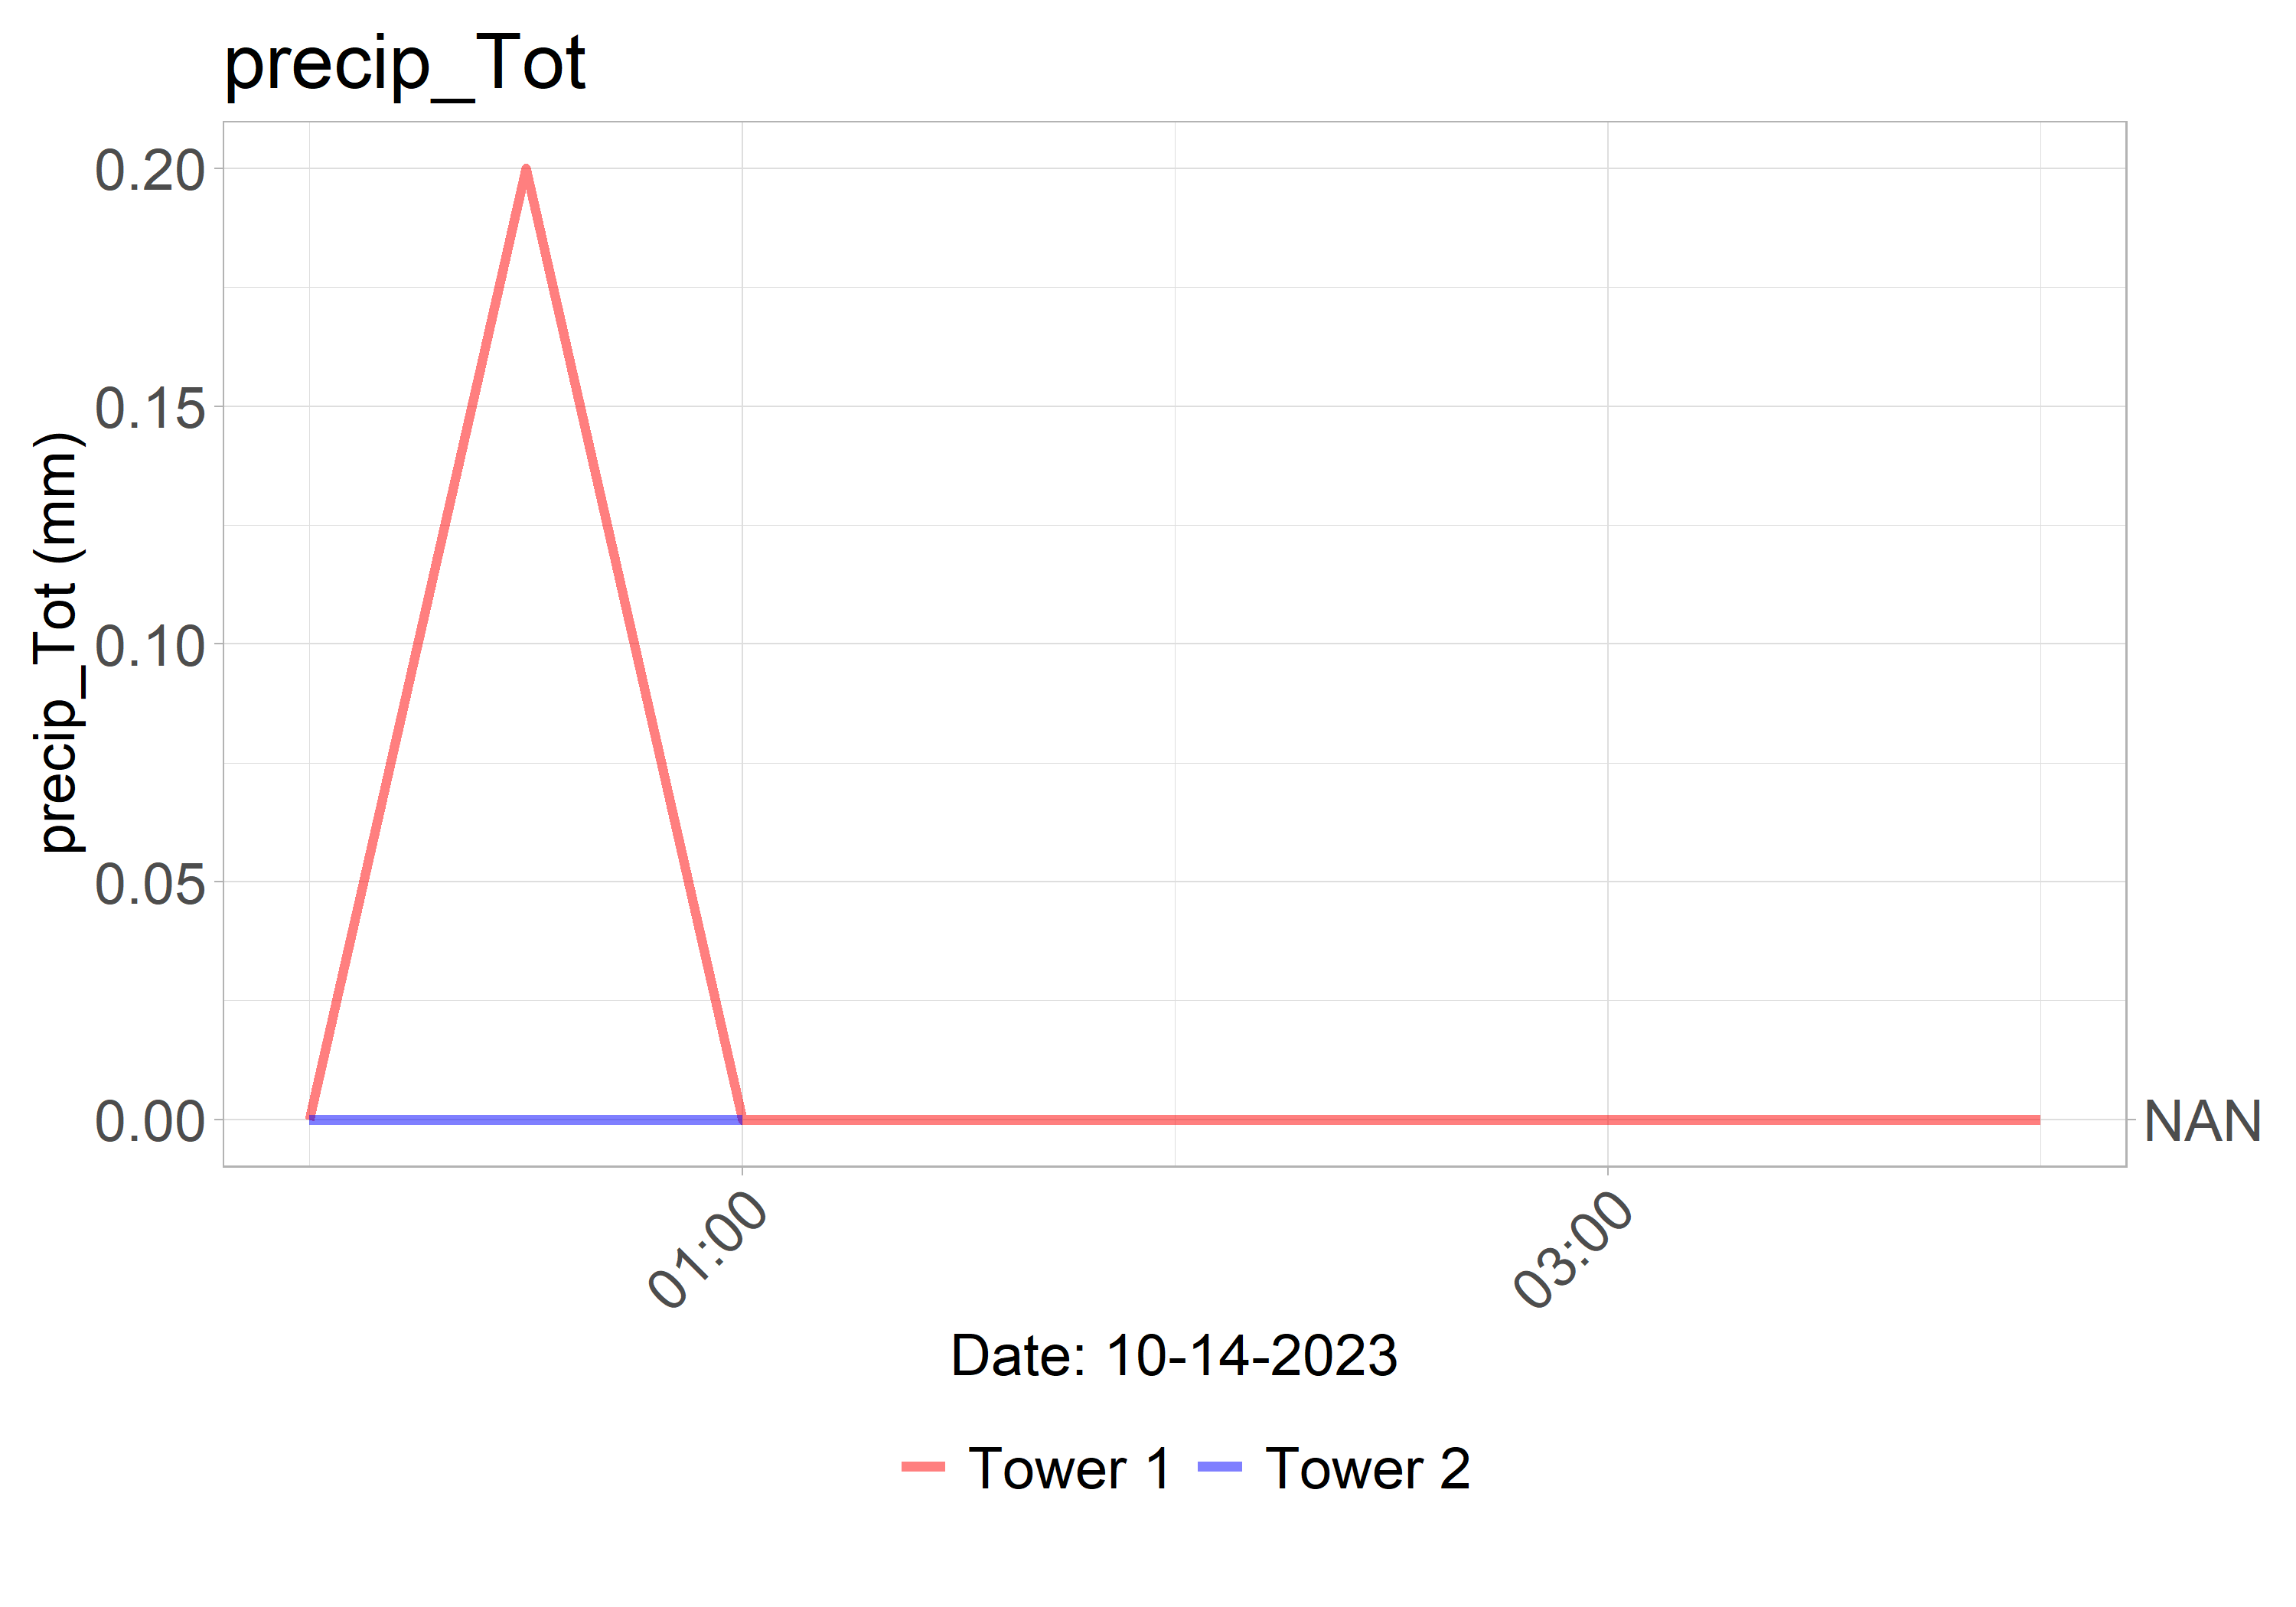 precip_Tot
precip_Tot (mm)
0.20
0.15
0.10
0.05
0.00
NAN
01:00
03:00
Date: 10-14-2023
Tower 1
Tower 2